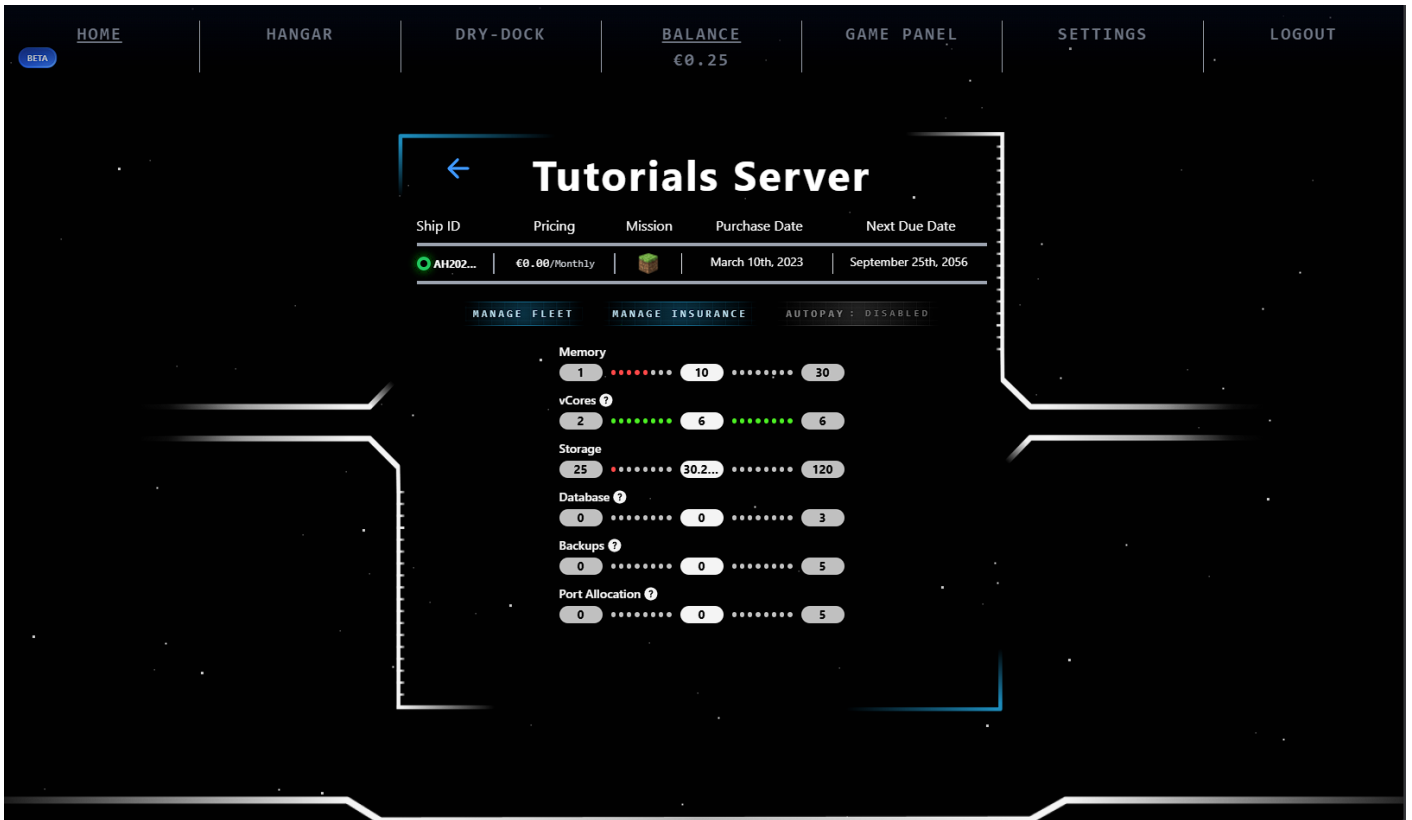 HOME HANGAR DRY-DOCK BALANCE GAME PANEL SETTINGS LOGOUT
BETA €0.25
Tutorials Server
Ship ID Pricing Mission Purchase Date Next Due Date
AH202... €0.00/Monthly March 10th, 2023 September 25th, 2056
MANAGE FLEET MANAGE INSURANCE AUTOPAY: DISABLED
Memory
1 10 30
vCores ?
2 6 6
Storage
25 30.2... 120
Database ?
0 0 3
Backups ?
0 0 5
Port Allocation ?
0 0 5